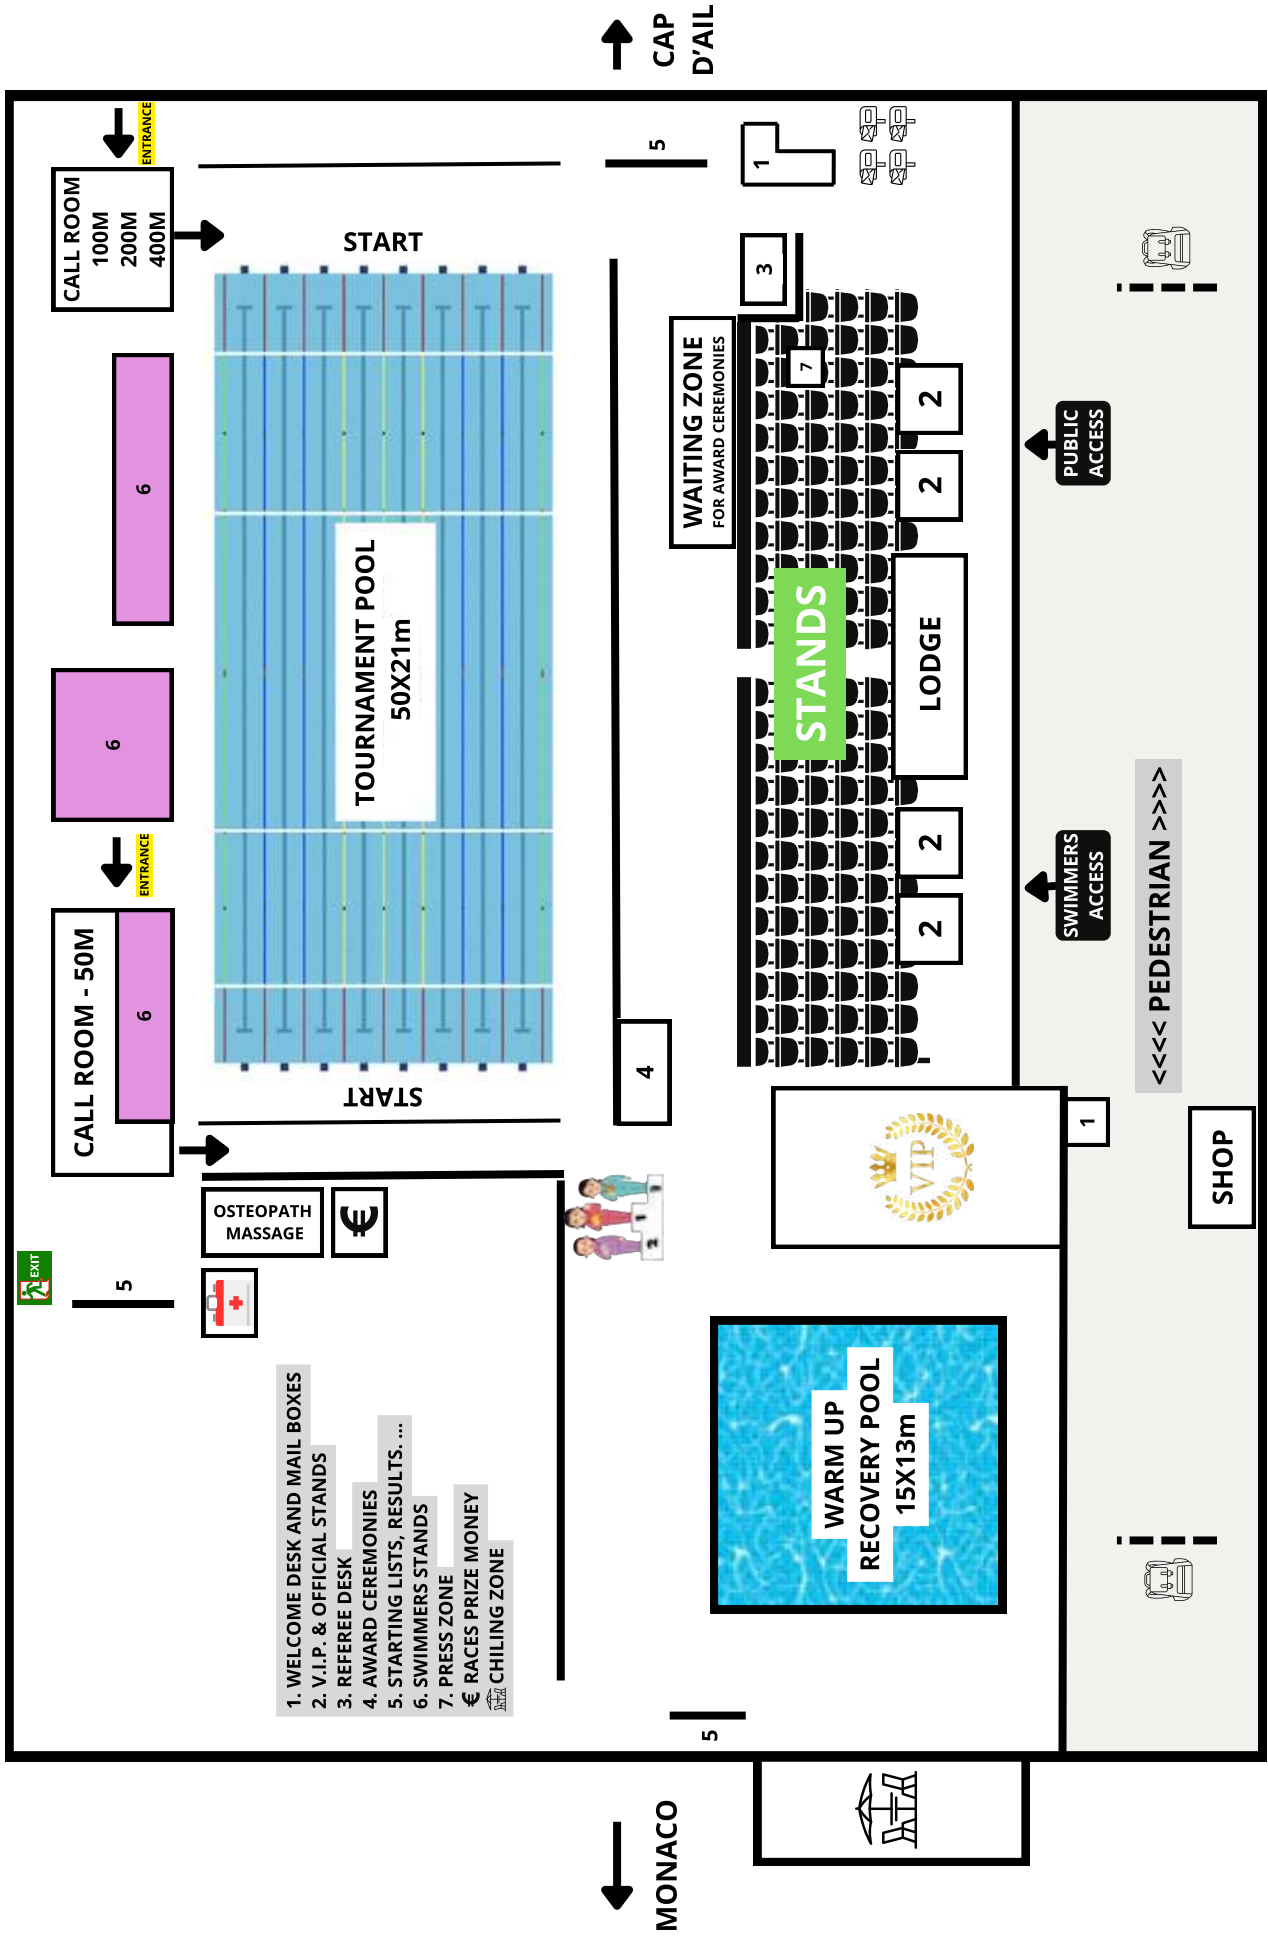 EXIT
5
CALL ROOM - 50M
6
ENTRANCE
6
6
CALL ROOM
100M
200M
400M
ENTRANCE
OSTEOPATH
MASSAGE
€
START
TOURNAMENT POOL
50X21m
START
1. WELCOME DESK AND MAIL BOXES
2. V.I.P. & OFFICIAL STANDS
3. REFEREE DESK
4. AWARD CEREMONIES
5. STARTING LISTS, RESULTS. ...
6. SWIMMERS STANDS
7. PRESS ZONE
€ RACES PRIZE MONEY
CHILING ZONE
MONACO
CAP
D'AIL
5
4
5
WAITING ZONE
FOR AWARD CEREMONIES
3
1
7
STANDS
2
2
LODGE
2
2
WARM UP
RECOVERY POOL
15X13m
VIP
1
SWIMMERS
ACCESS
PUBLIC
ACCESS
<<<< PEDESTRIAN >>>>
SHOP